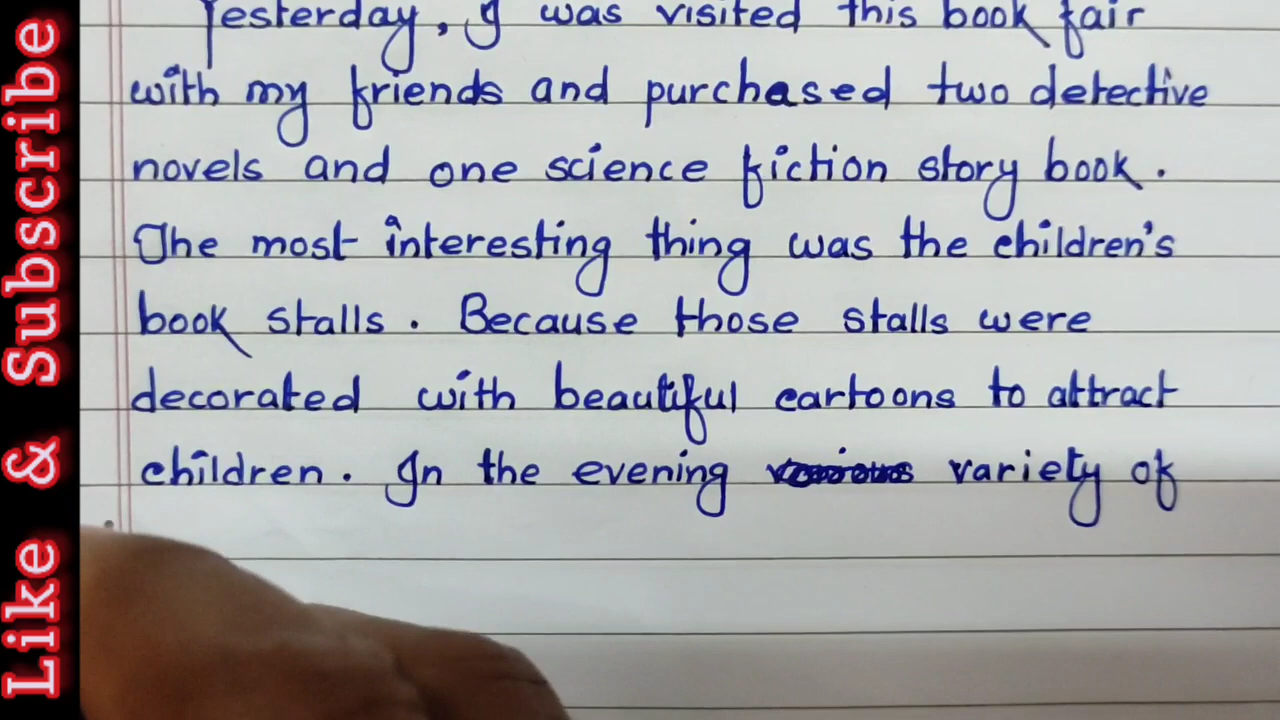 Yesterday, I was visited this book fair
with my friends and purchased two detective
novels and one science fiction story book.
The most interesting thing was the children's
book stalls. Because those stalls were
decorated with beautiful cartoons to attract
children. In the evening variety of
Like & Subscribe